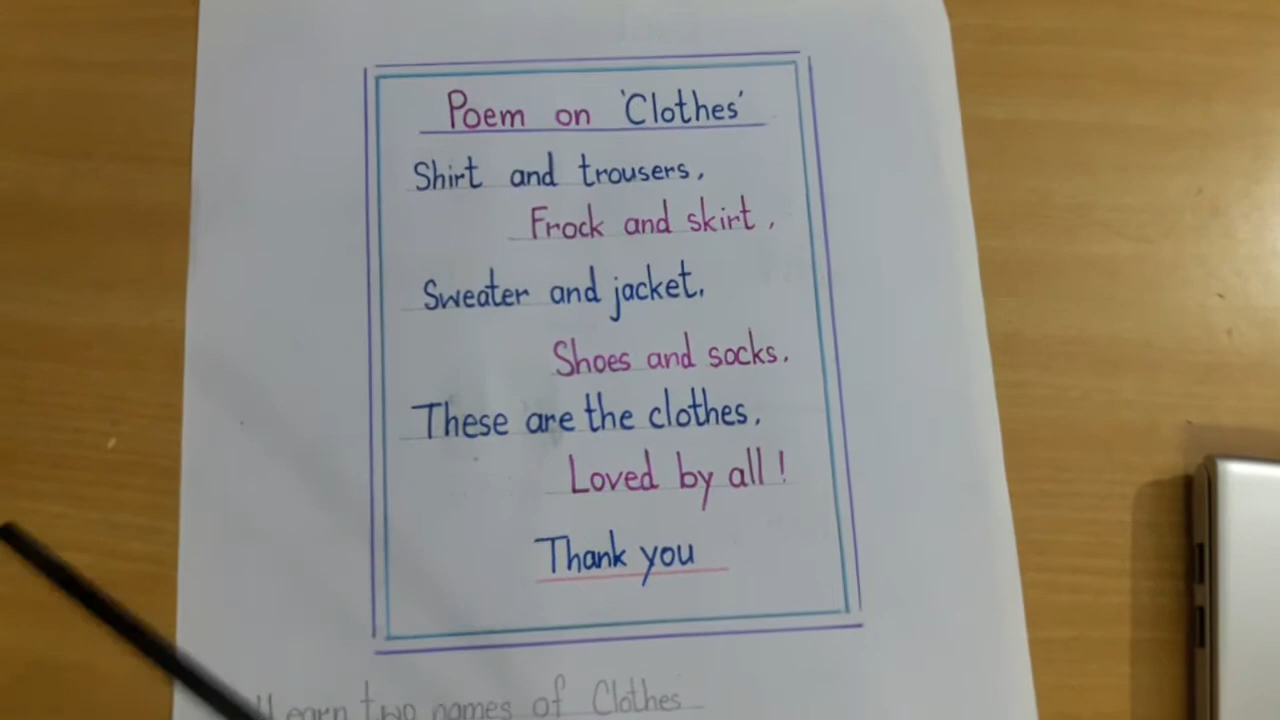 Poem on 'Clothes'
Shirt and trousers,
Frock and skirt,
Sweater and jacket,
Shoes and socks.
These are the clothes,
Loved by all!
Thank you
two names of Clothes